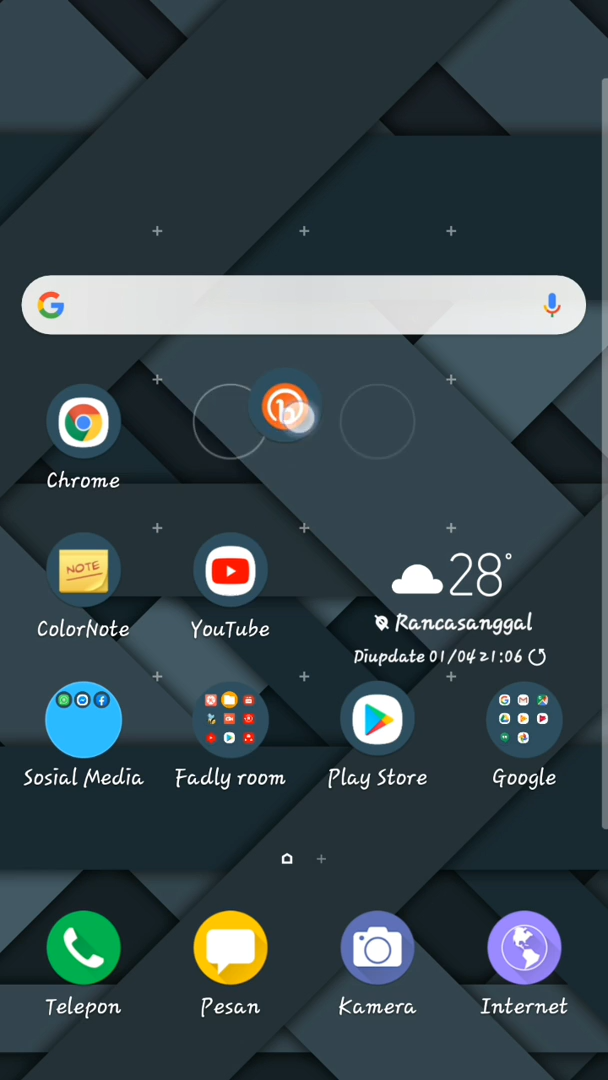 Chrome
NOTE
ColorNote
YouTube
28°
Rancasanggal
Diupdate 01/04 21:06
Sosial Media
Fadly room
Play Store
Google
Telepon
Pesan
Kamera
Internet